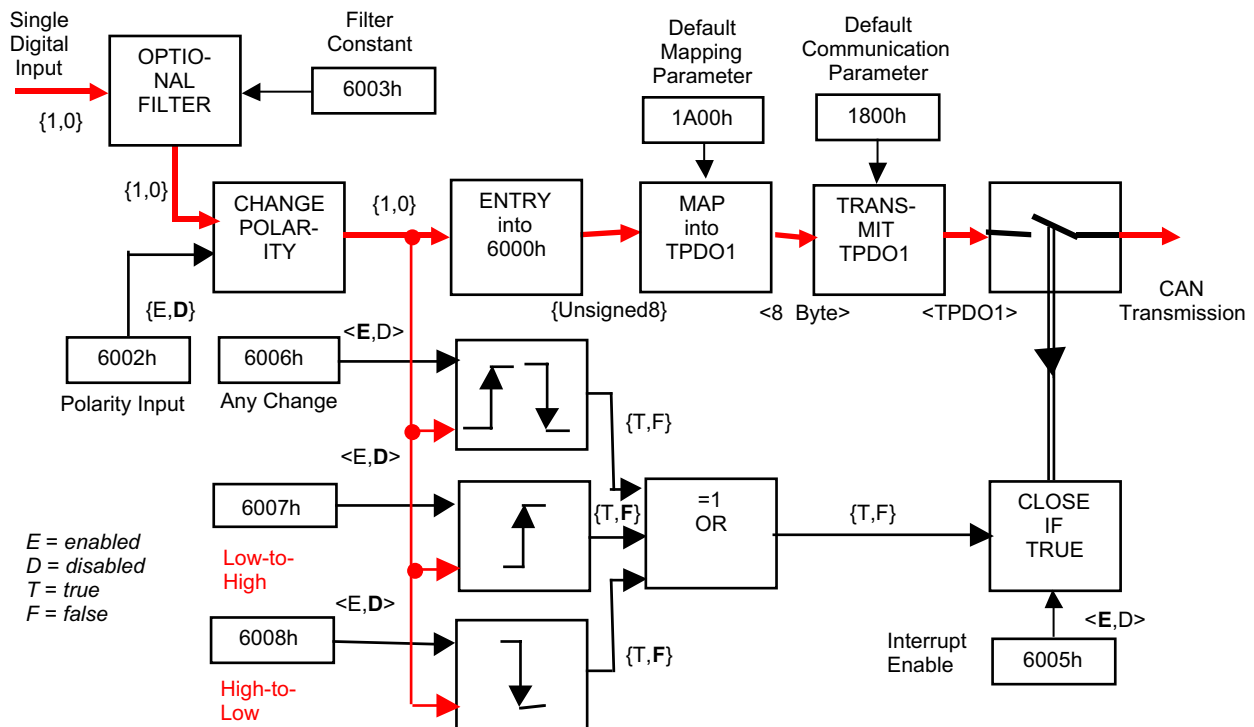 Single
Digital
Input
{1,0}
OPTIO-
NAL
FILTER
Filter
Constant
6003h
Default
Mapping
Parameter
1A00h
Default
Communication
Parameter
1800h
{1,0}
CHANGE
POLAR-
ITY
{1,0}
ENTRY
into
6000h
{Unsigned8}
MAP
into
TPDO1
<8 Byte>
TRANS-
MIT
TPDO1
<TPDO1>
CAN
Transmission
{E,D}
6002h
Polarity Input
<E,D>
6006h
Any Change
{T,F}
<E,D>
6007h
Low-to-
High
{T,F}
=1
OR
{T,F}
CLOSE
IF
TRUE
E = enabled
D = disabled
T = true
F = false
<E,D>
6008h
High-to-
Low
{T,F}
Interrupt
Enable
<E,D>
6005h